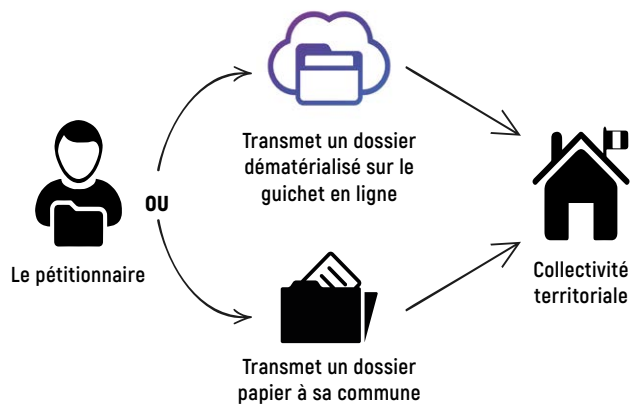 Transmet un dossier
dématérialisé sur le
guichet en ligne
OU
Le pétitionnaire
Collectivité
territoriale
Transmet un dossier
papier à sa commune